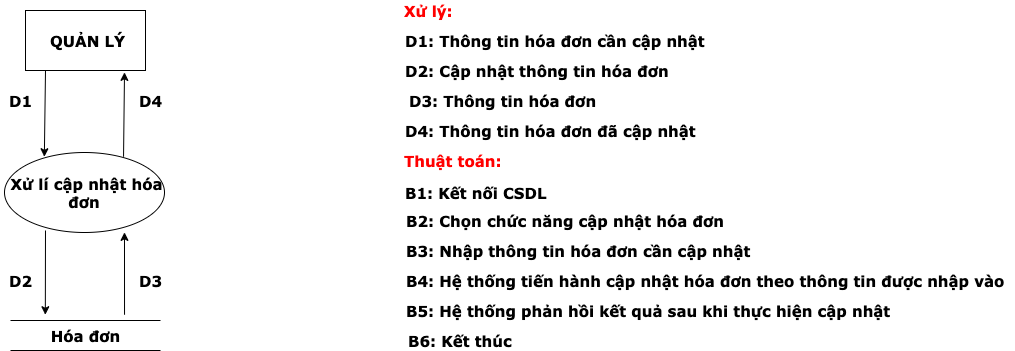 QUẢN LÝ
D1
D4
Xử lí cập nhật hóa
đơn
D2
D3
Hóa đơn
Xử lý:
D1: Thông tin hóa đơn cần cập nhật
D2: Cập nhật thông tin hóa đơn
D3: Thông tin hóa đơn
D4: Thông tin hóa đơn đã cập nhật
Thuật toán:
B1: Kết nối CSDL
B2: Chọn chức năng cập nhật hóa đơn
B3: Nhập thông tin hóa đơn cần cập nhật
B4: Hệ thống tiến hành cập nhật hóa đơn theo thông tin được nhập vào
B5: Hệ thống phản hồi kết quả sau khi thực hiện cập nhật
B6: Kết thúc